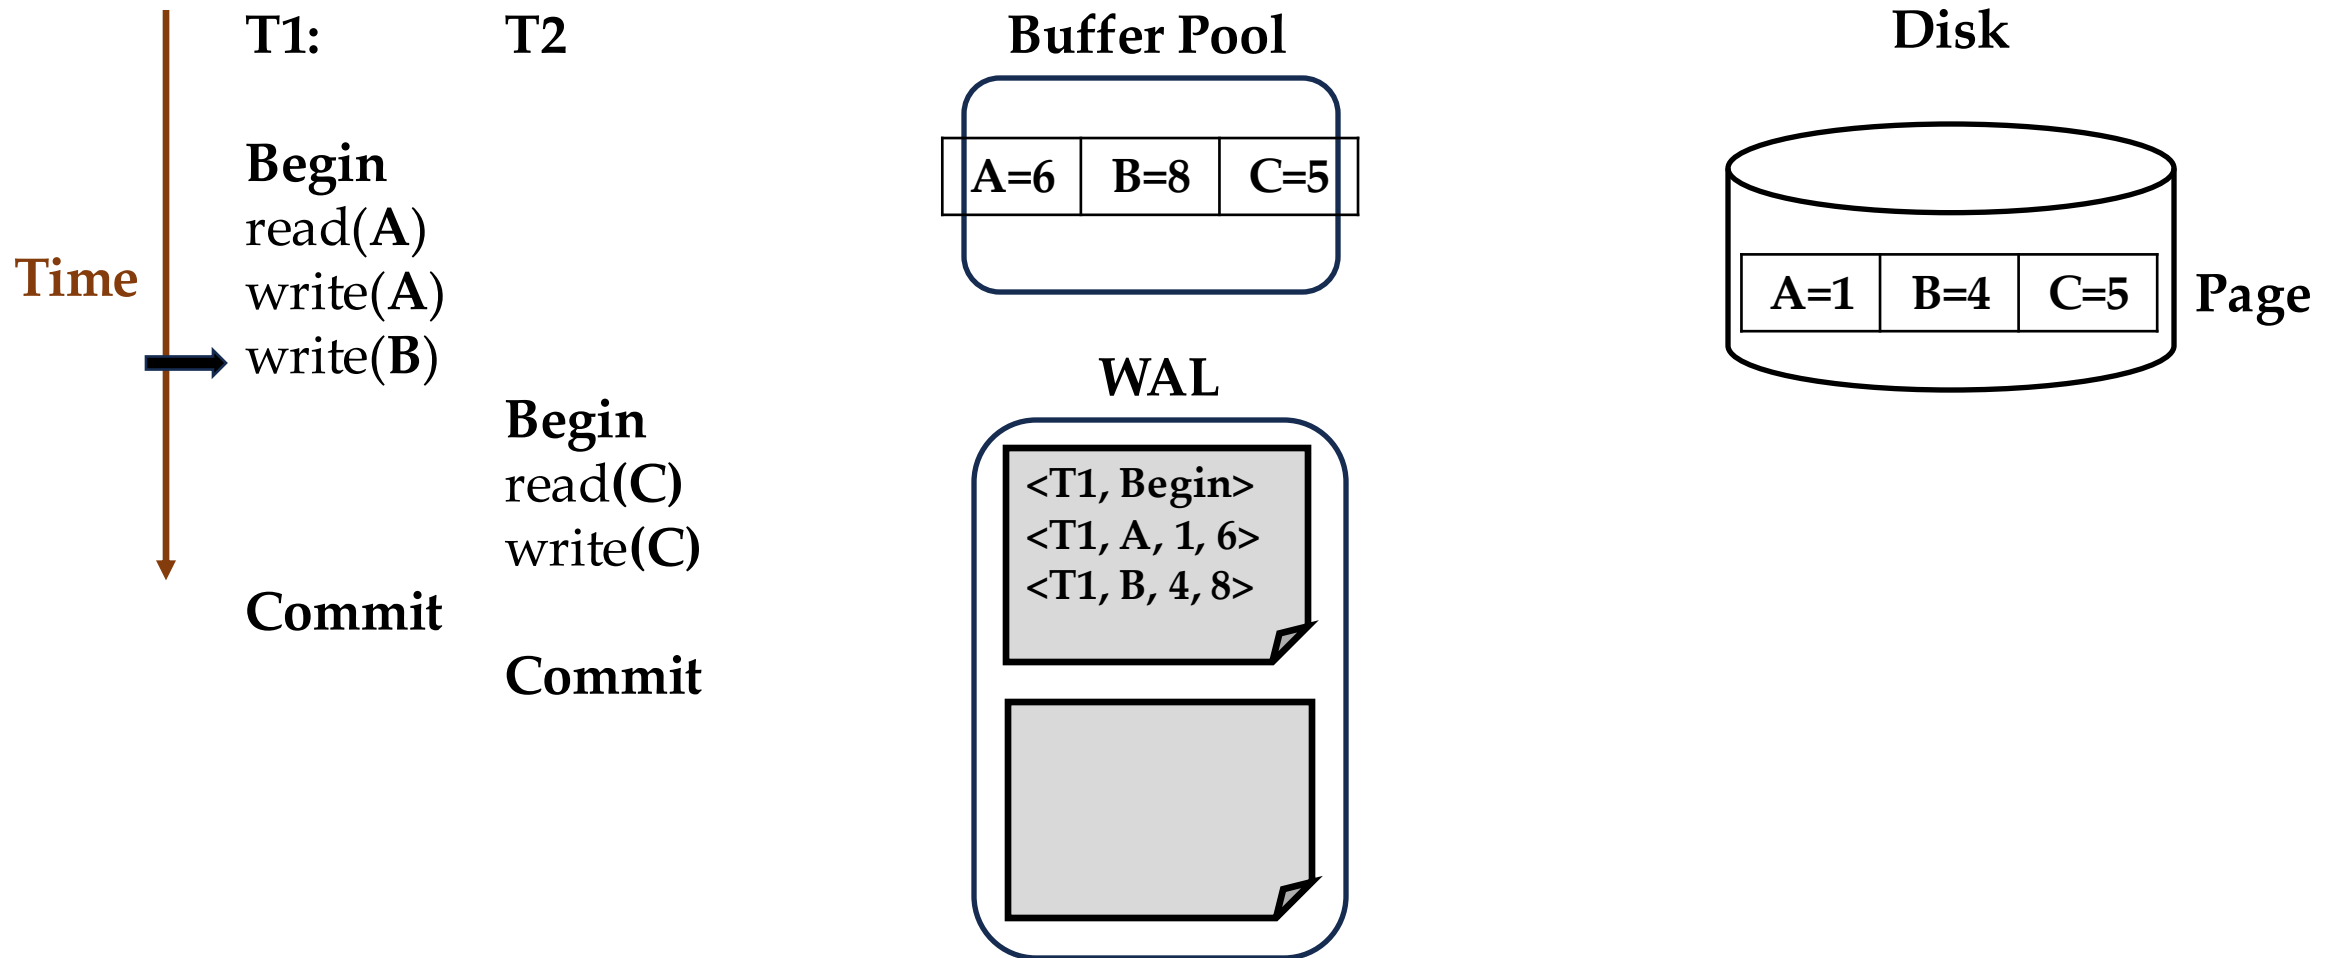 T1:
T2
Begin
read(A)
write(A)
write(B)
Begin
read(C)
write(C)
Commit
Commit
Time
Buffer Pool
A=6 B=8 C=5
WAL
<T1, Begin>
<T1, A, 1, 6>
<T1, B, 4, 8>
Disk
A=1 B=4 C=5
Page